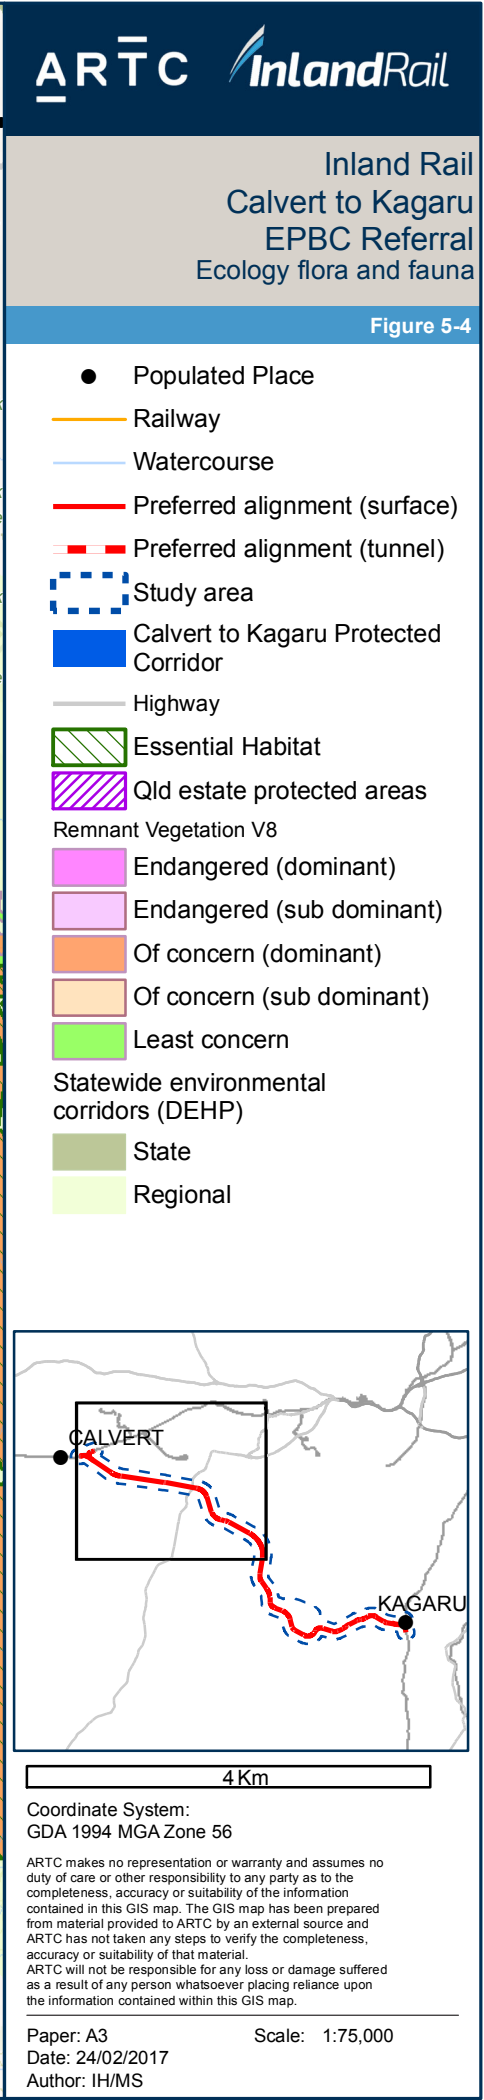 ARTC InlandRail
Inland Rail
Calvert to Kagaru
EPBC Referral
Ecology flora and fauna
Figure 5-4
Populated Place
Railway
Watercourse
Preferred alignment (surface)
Preferred alignment (tunnel)
Study area
Calvert to Kagaru Protected
Corridor
Highway
Essential Habitat
Qld estate protected areas
Remnant Vegetation V8
Endangered (dominant)
Endangered (sub dominant)
Of concern (dominant)
Of concern (sub dominant)
Least concern
Statewide environmental
corridors (DEHP)
State
Regional
CALVERT
KAGARU
4 Km
Coordinate System:
GDA 1994 MGA Zone 56
ARTC makes no representation or warranty and assumes no
duty of care or other responsibility to any party as to the
completeness, accuracy or suitability of the information
contained in this GIS map. The GIS map has been prepared
from material provided to ARTC by an external source and
ARTC has not taken any steps to verify the completeness,
accuracy or suitability of that material.
ARTC will not be responsible for any loss or damage suffered
as a result of any person whatsoever placing reliance upon
the information contained within this GIS map.
Paper: A3 Scale: 1:75,000
Date: 24/02/2017
Author: IH/MS